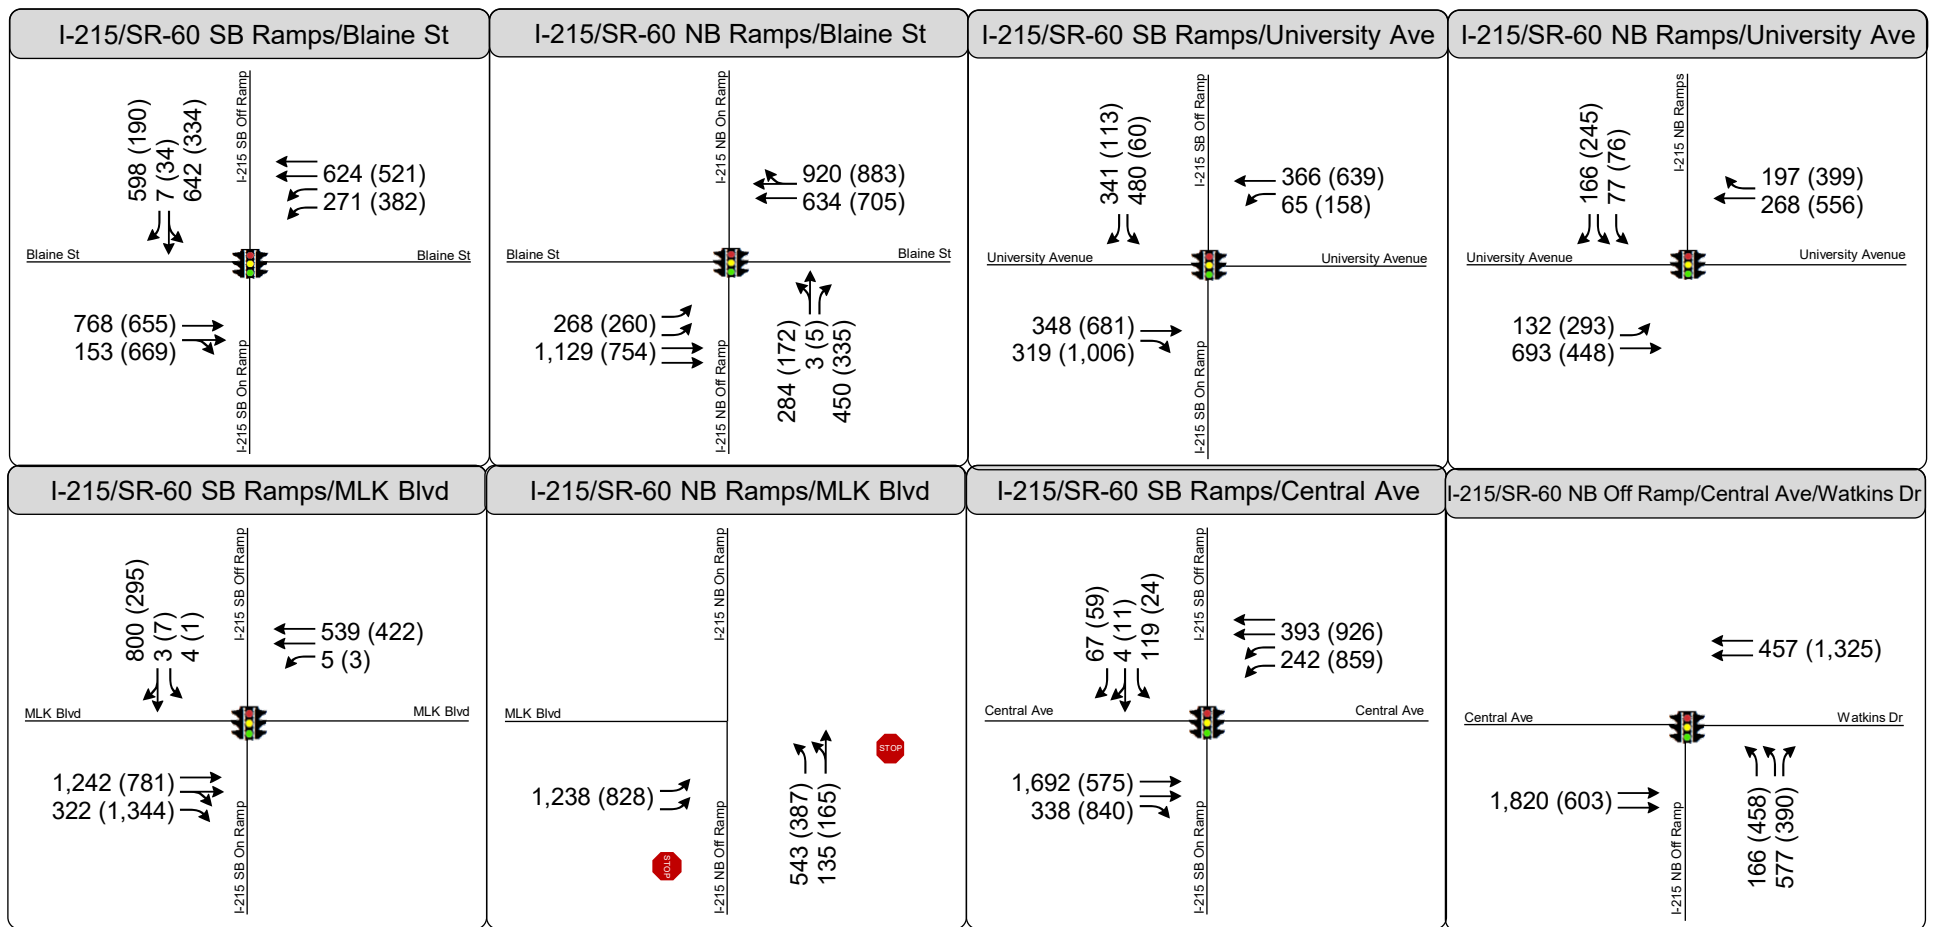 I-215/SR-60 SB Ramps/Blaine St
598 (190)
7 (34)
642 (334)
I-215 SB Off Ramp
624 (521)
271 (382)
Blaine St
Blaine St
768 (655)
153 (669)
I-215 SB On Ramp
I-215/SR-60 NB Ramps/Blaine St
I-215 NB On Ramp
920 (883)
634 (705)
Blaine St
Blaine St
268 (260)
1,129 (754)
I-215 NB Off Ramp
284 (172)
3 (5)
450 (335)
I-215/SR-60 SB Ramps/University Ave
341 (113)
480 (60)
I-215 SB Off Ramp
366 (639)
65 (158)
University Avenue
University Avenue
348 (681)
319 (1,006)
I-215 SB On Ramp
I-215/SR-60 NB Ramps/University Ave
166 (245)
77 (76)
I-215 NB Ramps
197 (399)
268 (556)
University Avenue
University Avenue
132 (293)
693 (448)
I-215/SR-60 SB Ramps/MLK Blvd
800 (295)
3 (7)
4 (1)
I-215 SB Off Ramp
539 (422)
5 (3)
MLK Blvd
MLK Blvd
1,242 (781)
322 (1,344)
I-215 SB On Ramp
I-215/SR-60 NB Ramps/MLK Blvd
I-215 NB On Ramp
MLK Blvd
STOP
1,238 (828)
STOP
I-215 NB Off Ramp
543 (387)
135 (165)
I-215/SR-60 SB Ramps/Central Ave
67 (59)
4 (11)
119 (24)
I-215 SB Off Ramp
393 (926)
242 (859)
Central Ave
Central Ave
1,692 (575)
338 (840)
I-215 SB On Ramp
I-215/SR-60 NB Off Ramp/Central Ave/Watkins Dr
457 (1,325)
Central Ave
Watkins Dr
1,820 (603)
I-215 NB Off Ramp
166 (458)
577 (390)